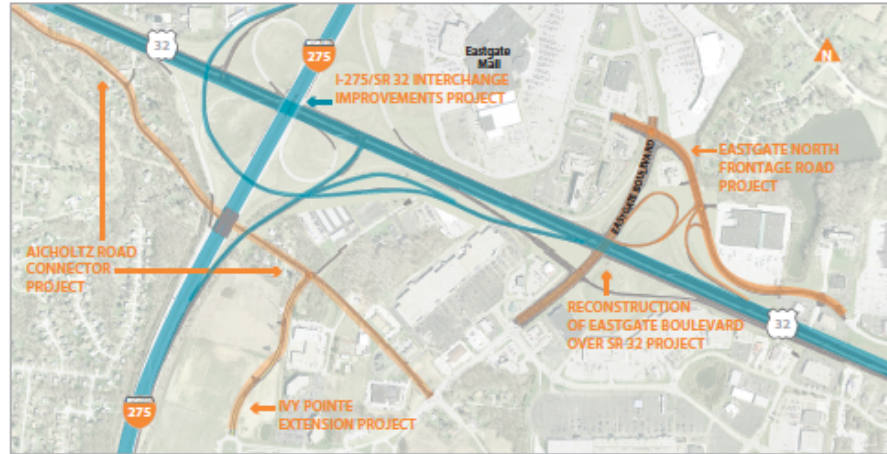 32
275
Eastgate
Mall
I-275/SR 32 INTERCHANGE
IMPROVEMENTS PROJECT
N
EASTGATE NORTH
FRONTAGE ROAD
PROJECT
EASTGATE BOULEVARD
AICHOLTZ ROAD
CONNECTOR
PROJECT
RECONSTRUCTION
OF EASTGATE BOULEVARD
OVER SR 32 PROJECT
32
275
IVY POINTE
EXTENSION PROJECT